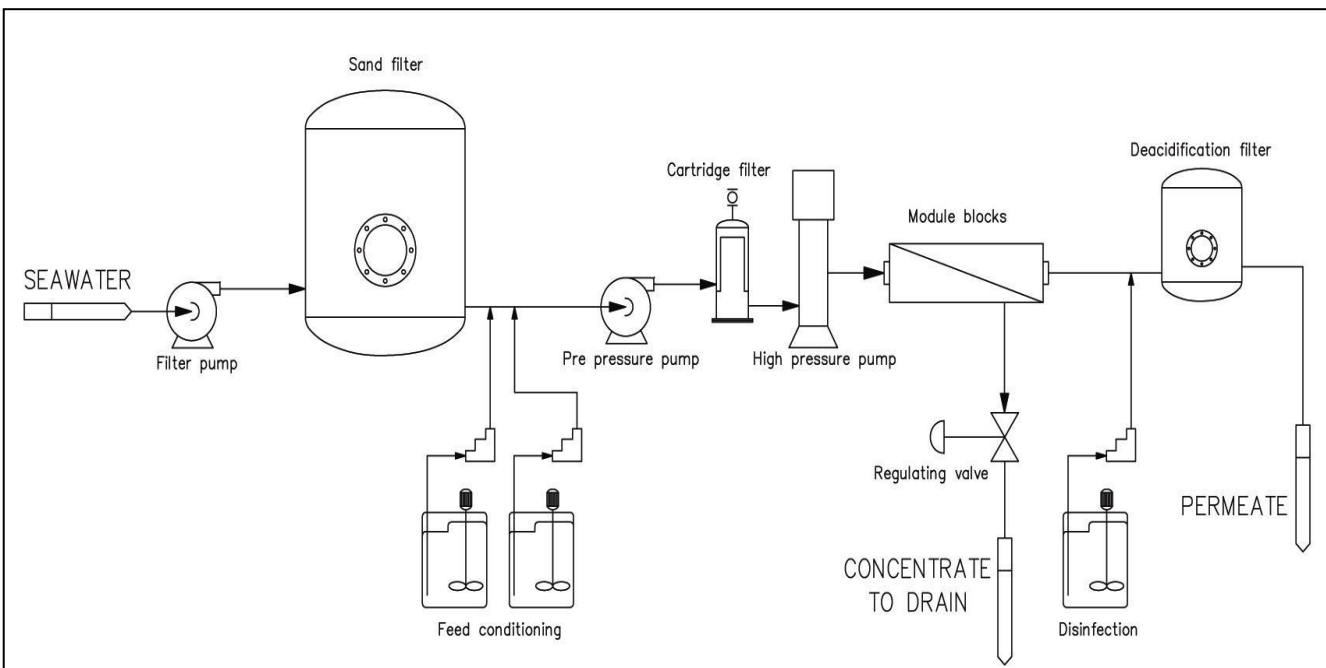 Sand filter
Deacidification filter
Cartridge filter
Module blocks
SEAWATER
Filter pump
Pre pressure pump
High pressure pump
Regulating valve
PERMEATE
CONCENTRATE
TO DRAIN
Feed conditioning
Disinfection